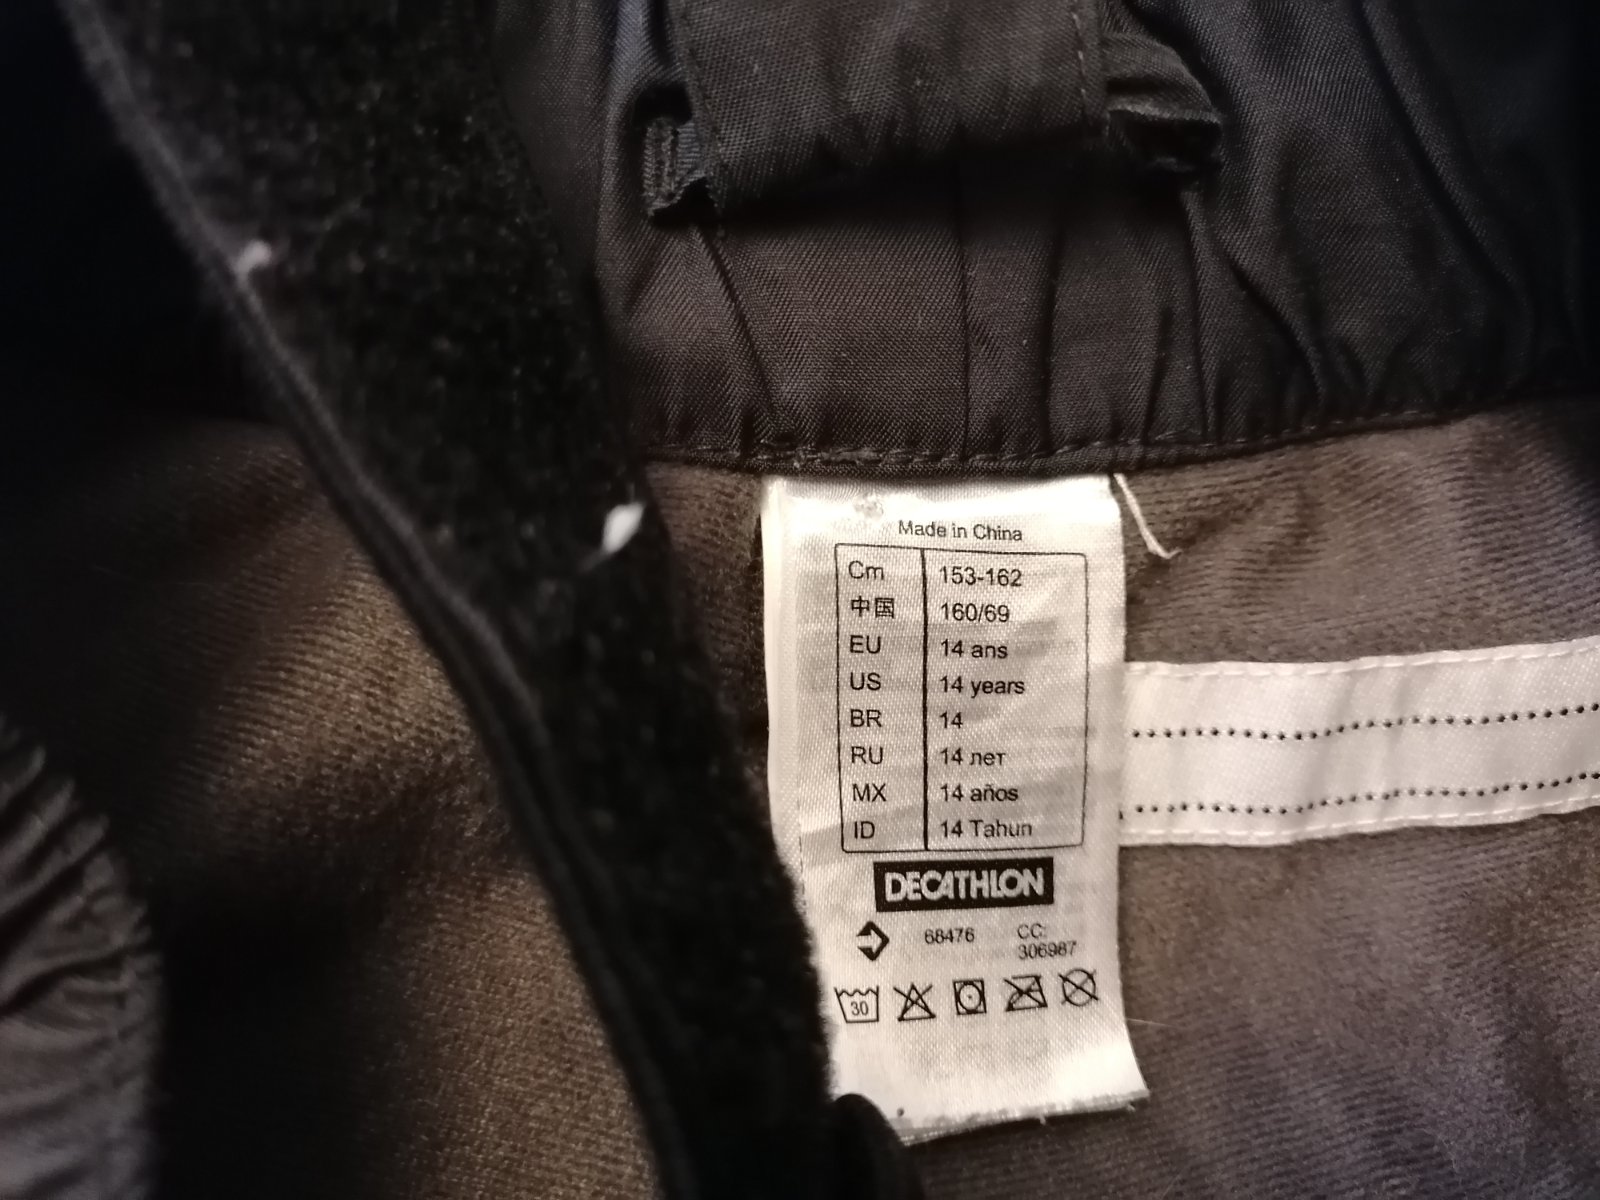 Made in China
Cm 153-162
中国 160/69
EU 14 ans
US 14 years
BR 14
RU 14 лет
MX 14 años
ID 14 Tahun
DECATHLON
68476 CC:
306987
30